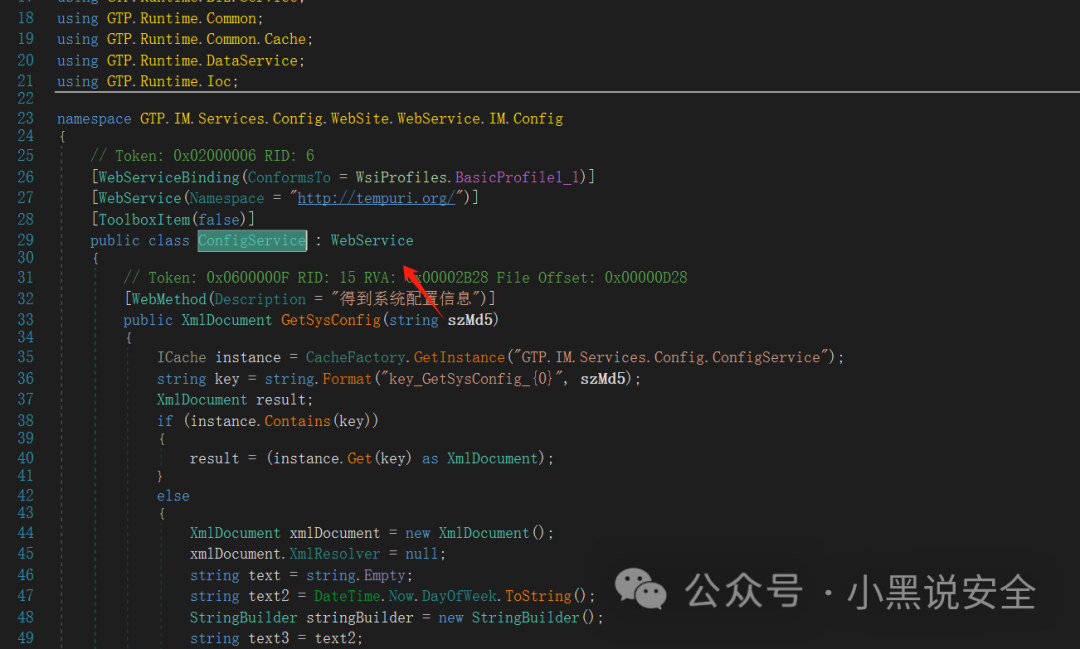 18 using GTP.Runtime.Common;
19 using GTP.Runtime.Common.Cache;
20 using GTP.Runtime.DataService;
21 using GTP.Runtime.Ioc;
22
23 namespace GTP.IM.Services.Config.WebSite.WebService.IM.Config
24 {
25 // Token: 0x02000006 RID: 6
26 [WebServiceBinding(ConformsTo = WsiProfiles.BasicProfile1_1)]
27 [WebService(Namespace = "http://tempuri.org/")]
28 [ToolboxItem(false)]
29 public class ConfigService : WebService
30 {
31 // Token: 0x0600000F RID: 15 RVA: 0x00002B28 File Offset: 0x00000D28
32 [WebMethod(Description = "得到系统配置信息")]
33 public XmlDocument GetSysConfig(string szMd5)
34 {
35 ICache instance = CacheFactory.GetInstance("GTP.IM.Services.Config.ConfigService");
36 string key = string.Format("key_GetSysConfig_{0}", szMd5);
37 XmlDocument result;
38 if (instance.Contains(key))
39 {
40 result = (instance.Get(key) as XmlDocument);
41 }
42 else
43 {
44 XmlDocument xmlDocument = new XmlDocument();
45 xmlDocument.XmlResolver = null;
46 string text = string.Empty;
47 string text2 = DateTime.Now.DayOfWeek.ToString();
48 StringBuilder stringBuilder = new StringBuilder();
49 string text3 = text2;
公众号 · 小黑说安全